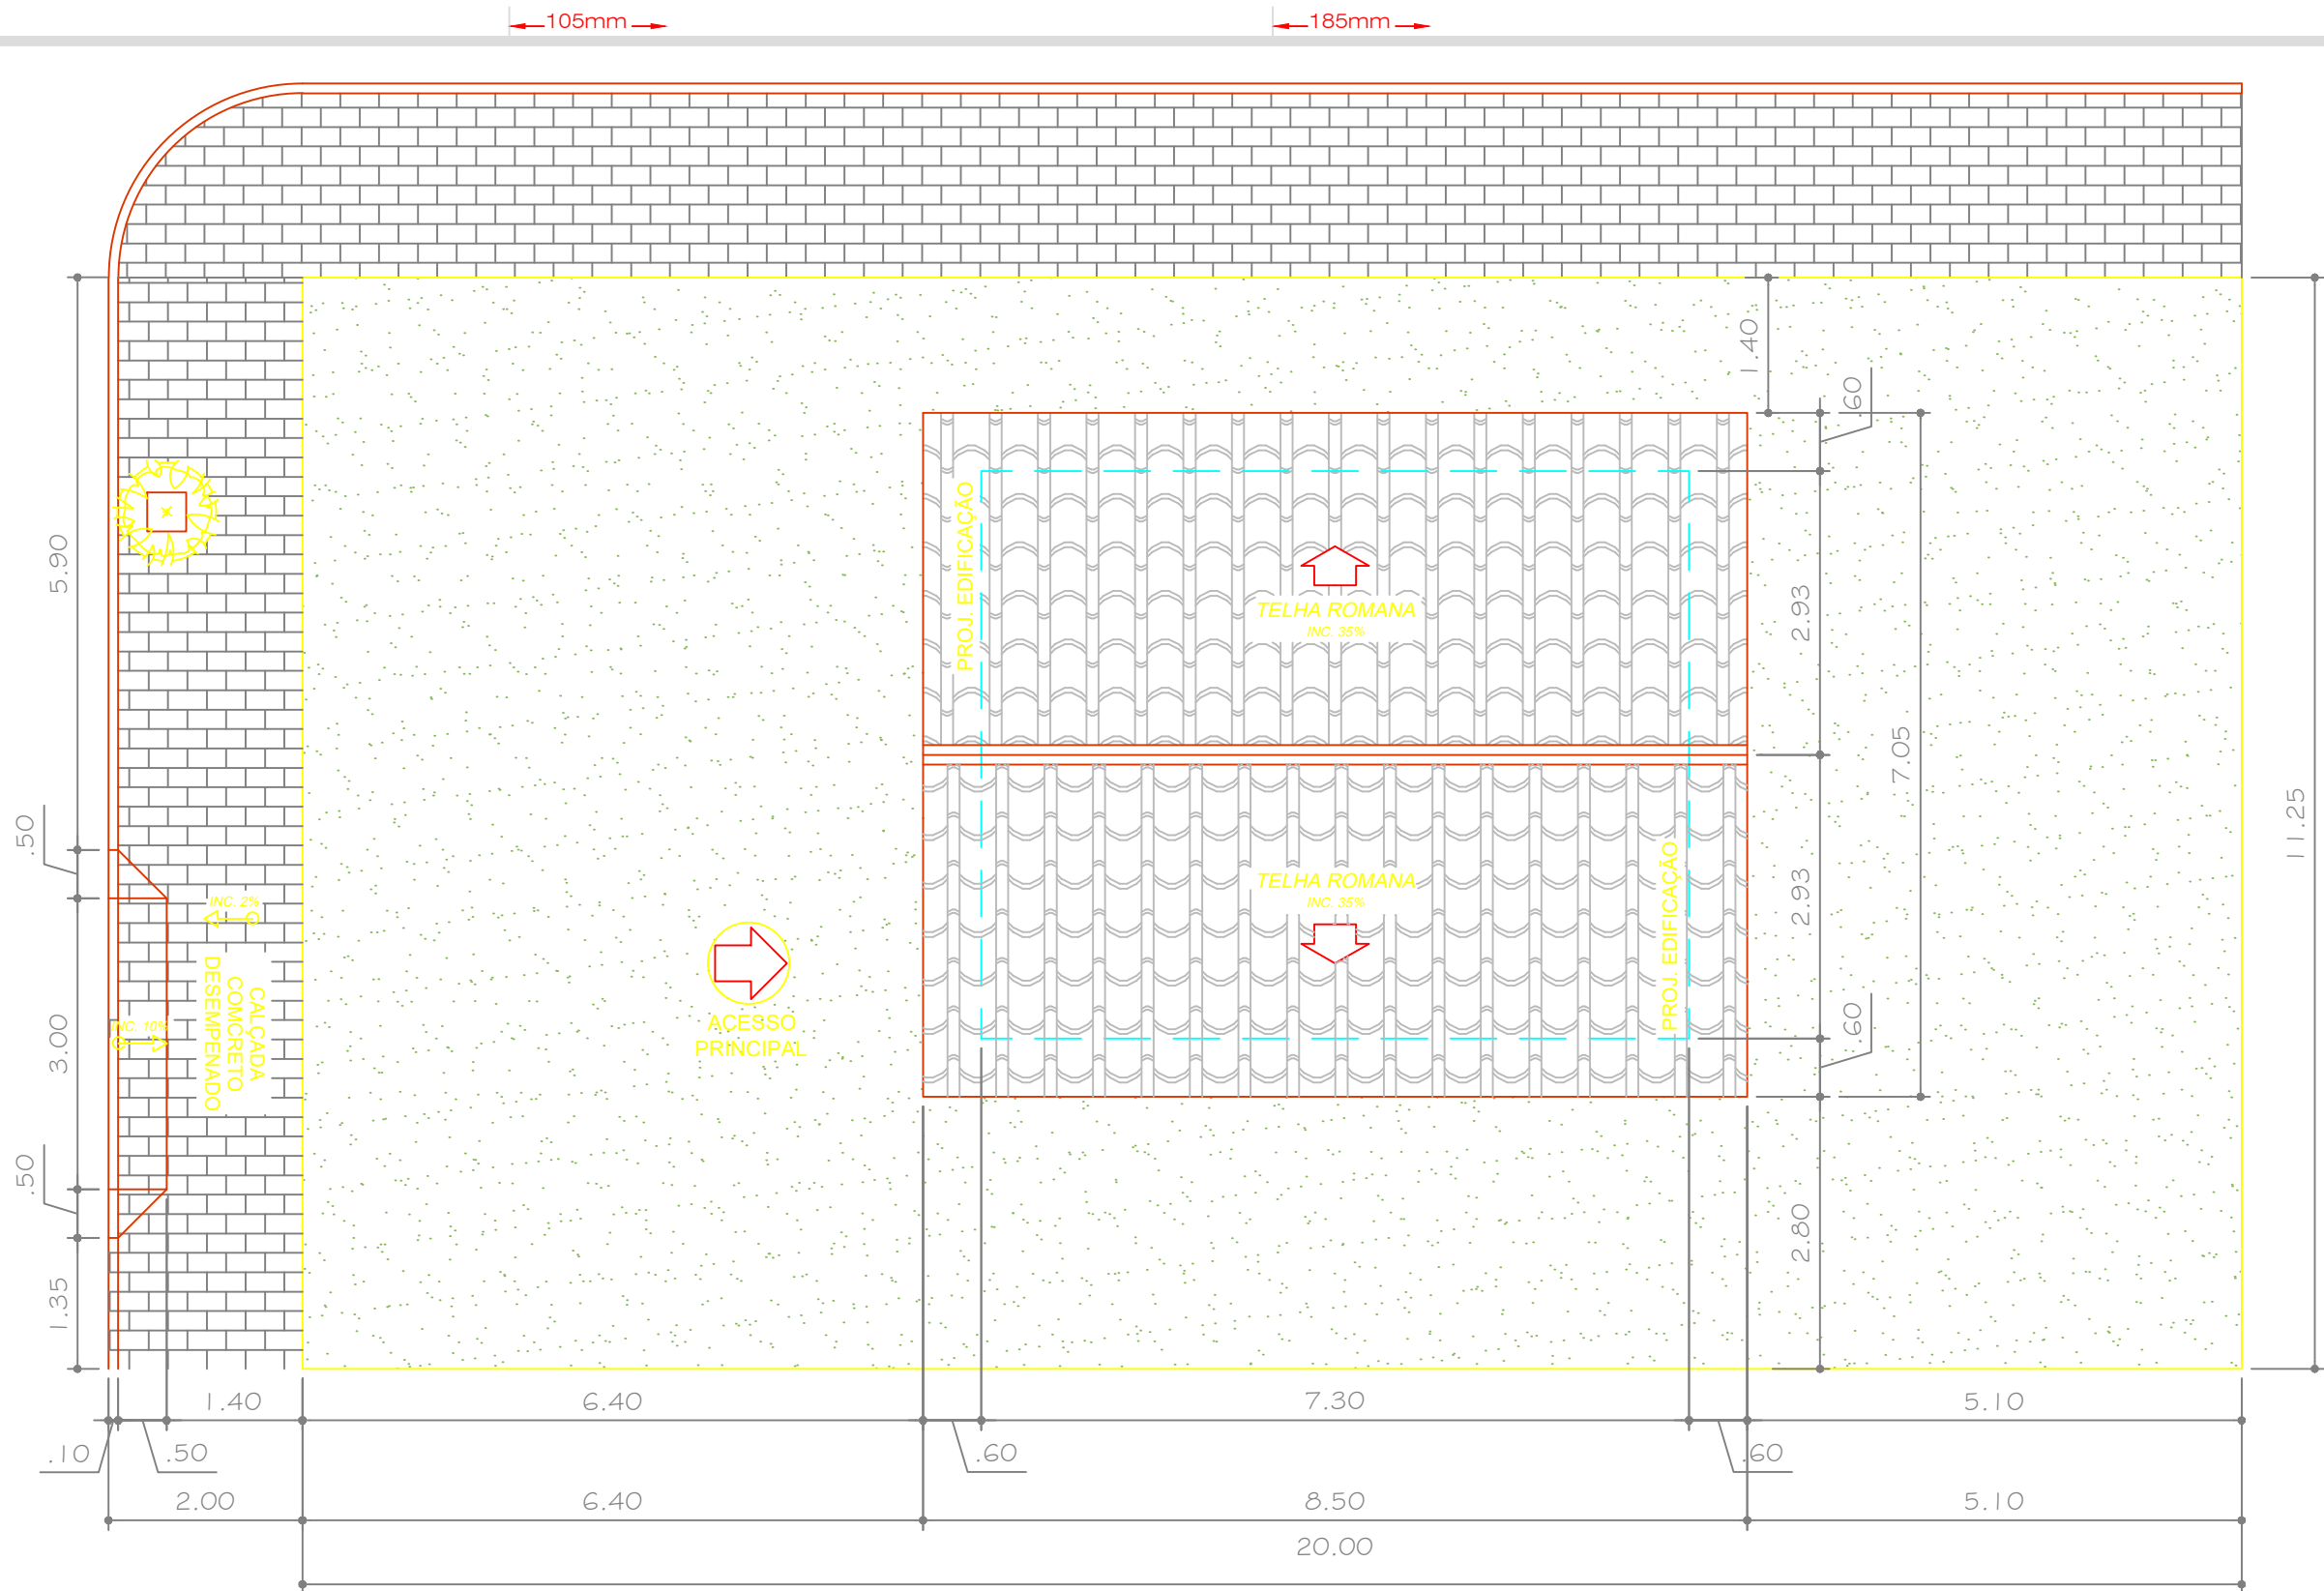 105mm
185mm
1.40
.60
5.90
PROJ. EDIFICAÇÃO
TELHA ROMANA
INC. 35%
2.93
7.05
11.25
.50
TELHA ROMANA
INC. 35%
PROJ. EDIFICAÇÃO
2.93
INC. 2%
CALÇADA
COMCRETO
DESEMPENADO
INC. 10%
3.00
ACESSO
PRINCIPAL
.60
.50
2.80
1.35
1.40
6.40
7.30
5.10
.10
.50
.60
.60
2.00
6.40
8.50
5.10
20.00